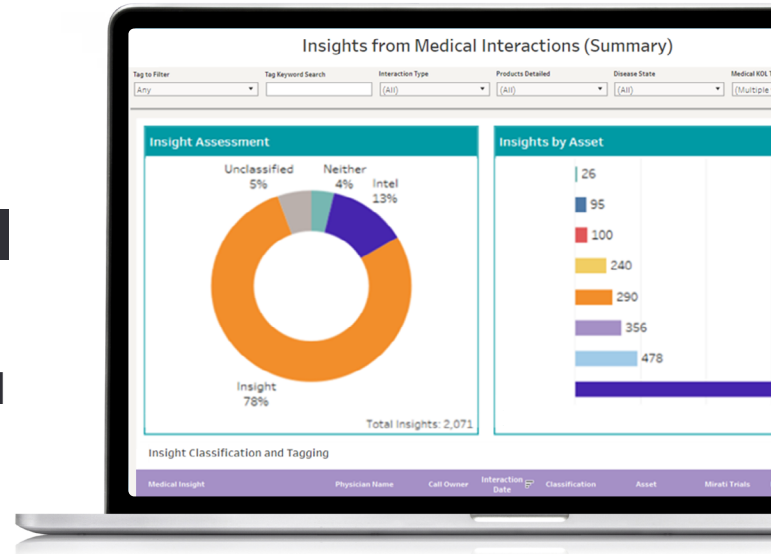 Insights from Medical Interactions (Summary)
Tag to Filter Tag Keyword Search Interaction Type Products Detailed Disease State Medical KOL
Any (All) (All) (All) (Multiple
Insight Assessment
Unclassified
5%
Neither
4%
Intel
13%
Insight
78%
Total Insights: 2,071
Insights by Asset
26
95
100
240
290
356
478
Insight Classification and Tagging
Medical Insight Physician Name Call Owner Interaction Date Classification Asset Mirati Trials